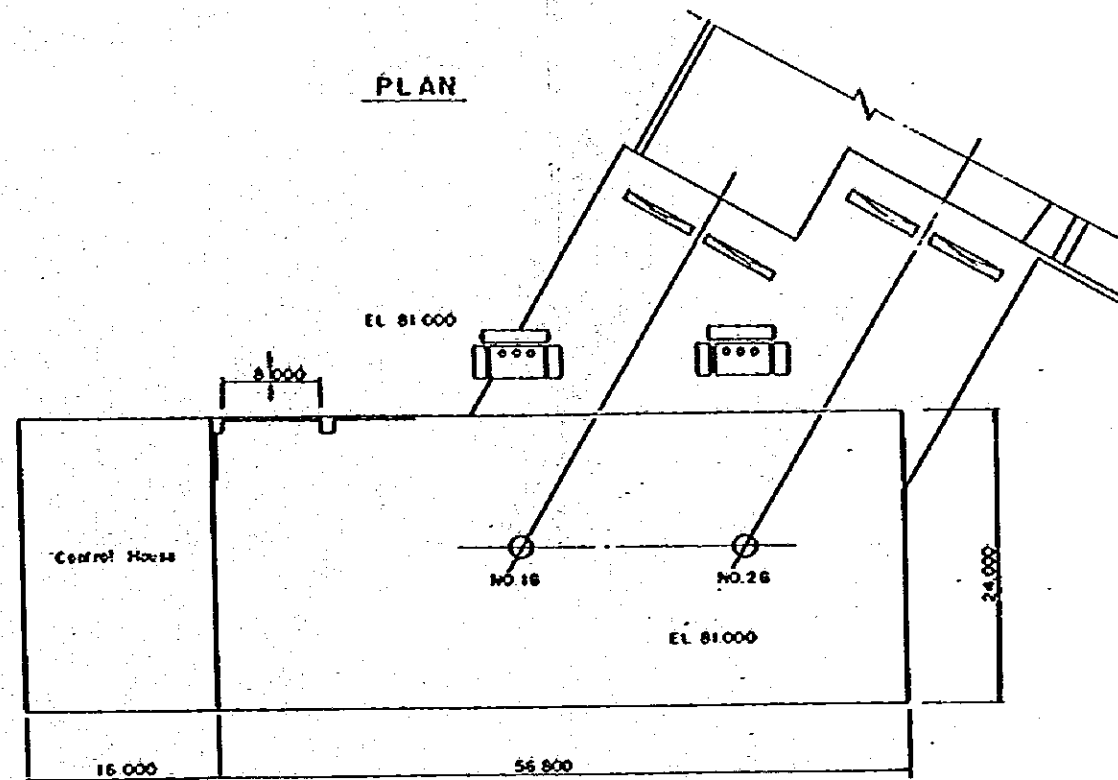 PLAN
EL 81.000
8.000
Control House
NO.1G
NO.2G
24.000
EL 81.000
16.000
56.800